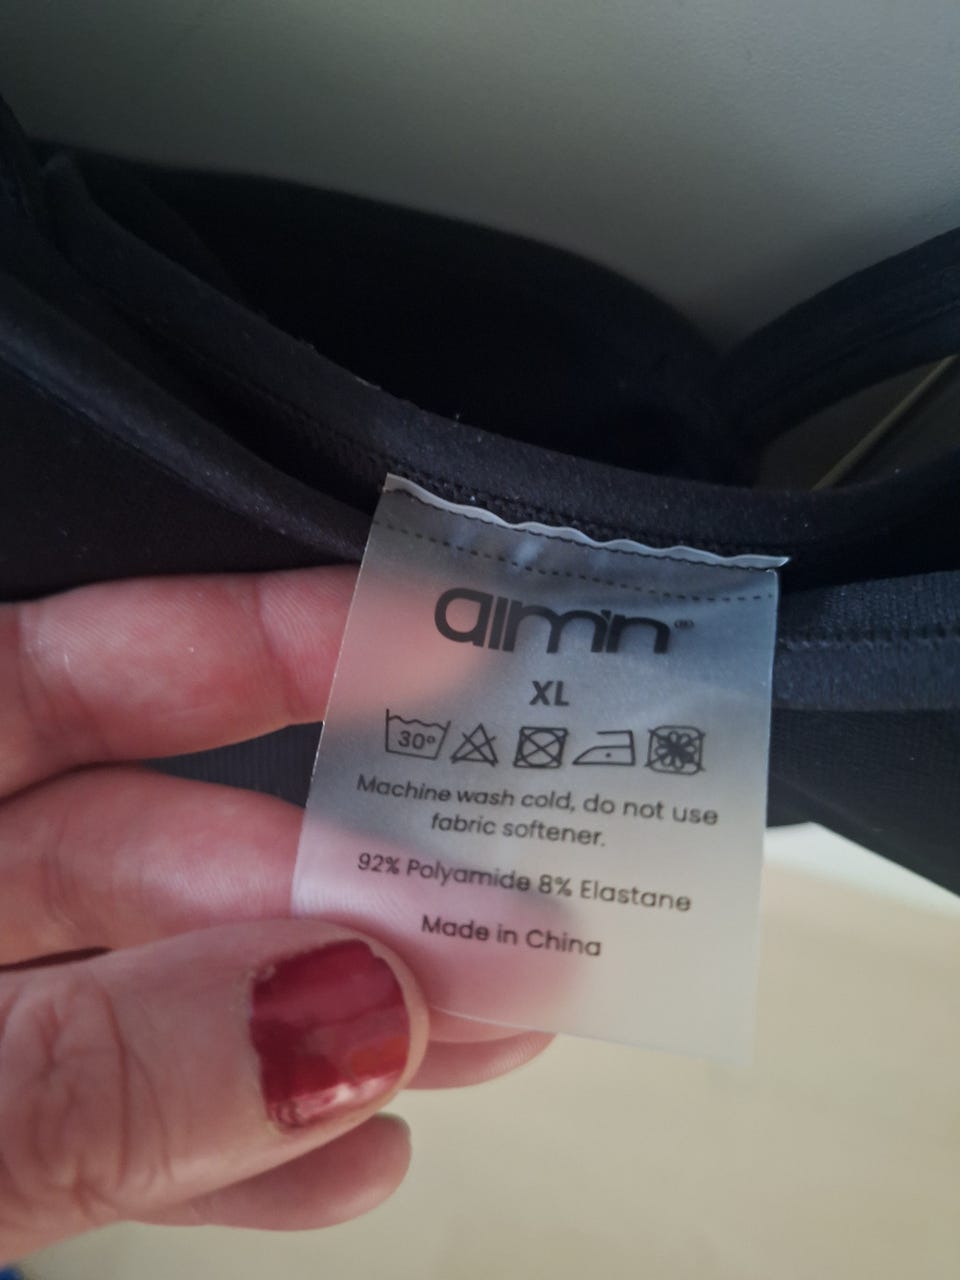 aim'n®
XL
30°
Machine wash cold, do not use
fabric softener.
92% Polyamide 8% Elastane
Made in China